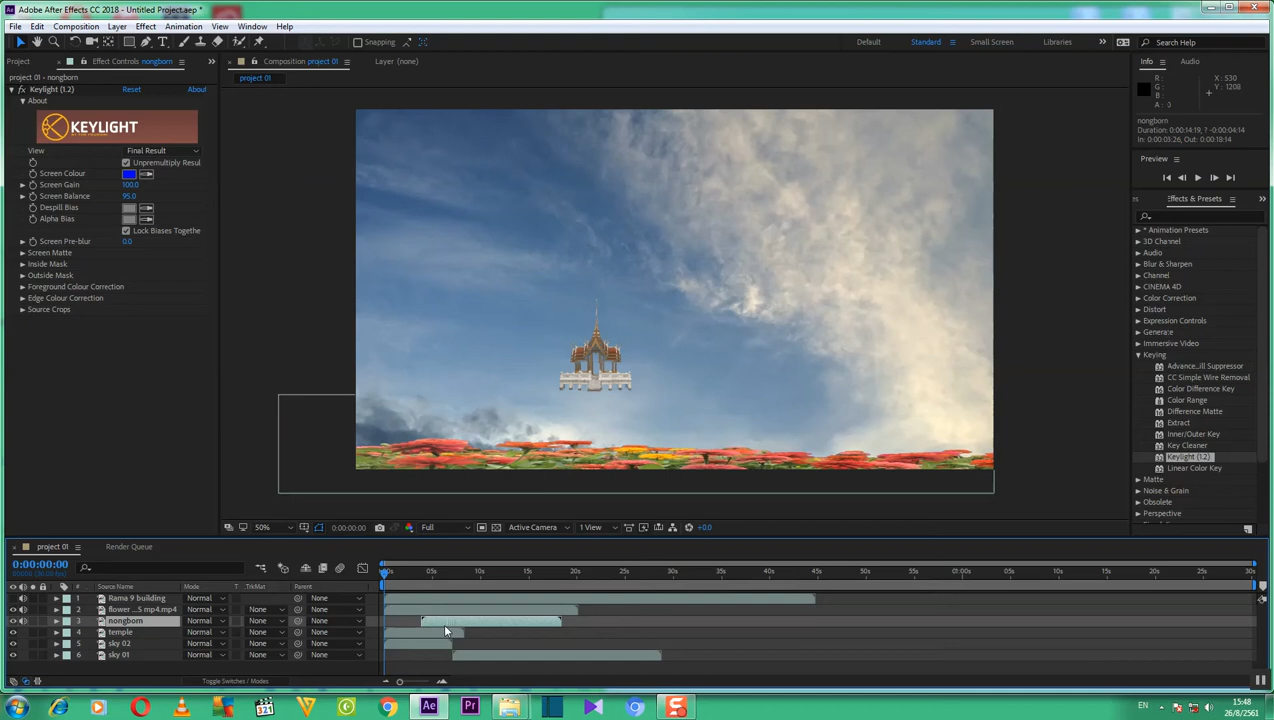 Adobe After Effects CC 2018 - Untitled Project.aep *
File Edit Composition Layer Effect Animation View Window Help
Snapping
Default Standard Small Screen Libraries Search Help
Project Effect Controls nongborn
Composition project 01
Layer (none)
Info Audio
project 01 · nongborn
project 01
Keylight (1.2) Reset About
About
KEYLIGHT
View Final Result
Unpremultiply Resul
Screen Colour
Screen Gain 100.0
Screen Balance 95.0
Despill Bias
Alpha Bias
Lock Biases Togethe
Screen Pre-blur 0.0
Screen Matte
Inside Mask
Outside Mask
Foreground Colour Correction
Edge Colour Correction
Source Crops
R :
G :
B :
A : 0
X : 530
Y : 1208
nongborn
Duration: 0:00:14:19, ? -0:00:04:14
In: 0:00:03:26, Out: 0:00:18:14
Preview
Effects & Presets
* Animation Presets
3D Channel
Audio
Blur & Sharpen
Channel
CINEMA 4D
Color Correction
Distort
Expression Controls
Generate
Immersive Video
Keying
Advance...ill Suppressor
CC Simple Wire Removal
Color Difference Key
Color Range
Difference Matte
Extract
Inner/Outer Key
Key Cleaner
Keylight (1.2)
Linear Color Key
Matte
Noise & Grain
Obsolete
Perspective
50% 0:00:00:00 Full Active Camera 1 View +0.0
project 01 Render Queue
0:00:00:00
05s 10s 15s 20s 25s 30s 35s 40s 45s 50s 55s 01:00s 05s 10s 15s 20s 25s 30s
# Source Name Mode T .TrkMat Parent
1 Rama 9 building Normal None
2 flower ...S mp4.mp4 Normal None None
3 nongborn Normal None None
4 temple Normal None None
5 sky 02 Normal None None
6 sky 01 Normal None None
Toggle Switches / Modes
321
Ae
Pr
S
EN
15:48
26/8/2561